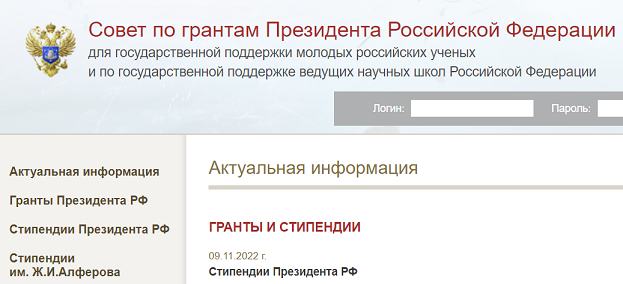 Совет по грантам Президента Российской Федерации
для государственной поддержки молодых российских ученых
и по государственной поддержке ведущих научных школ Российской Федерации
Логин: Пароль:
Актуальная информация
Гранты Президента РФ
Стипендии Президента РФ
Стипендии
им. Ж.И.Алферова
Актуальная информация
ГРАНТЫ И СТИПЕНДИИ
09.11.2022 г.
Стипендии Президента РФ